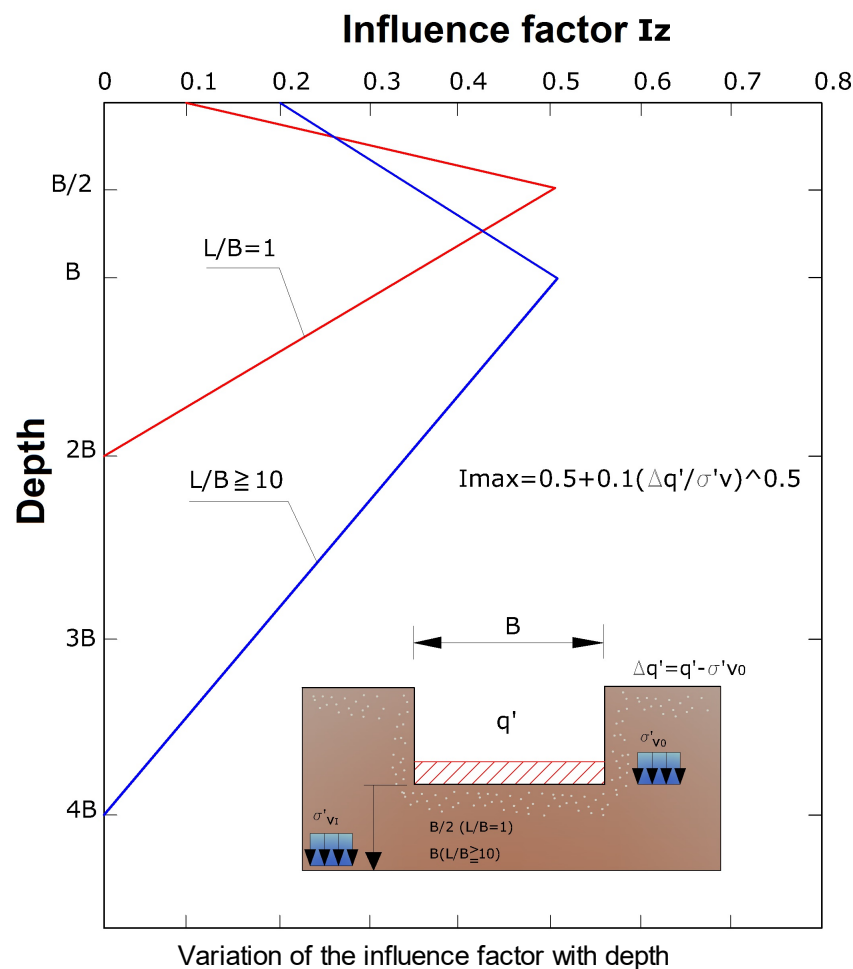 Influence factor Iz
0 0.1 0.2 0.3 0.4 0.5 0.6 0.7 0.8
Depth
B/2
L/B=1
B
2B
L/B≧10
Imax=0.5+0.1(Δq'/σ'v)^0.5
3B
B
Δq'=q'-σ'v0
q'
σ'v0
4B
σ'vI
B/2 (L/B=1)
B(L/B≧10)
Variation of the influence factor with depth